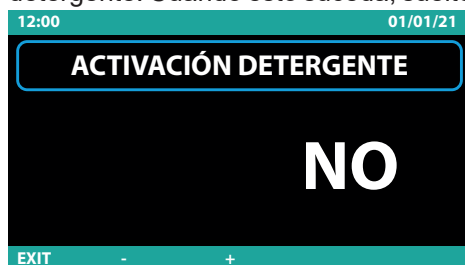 12:00 01/01/21
ACTIVACIÓN DETERGENTE
NO
EXIT - +